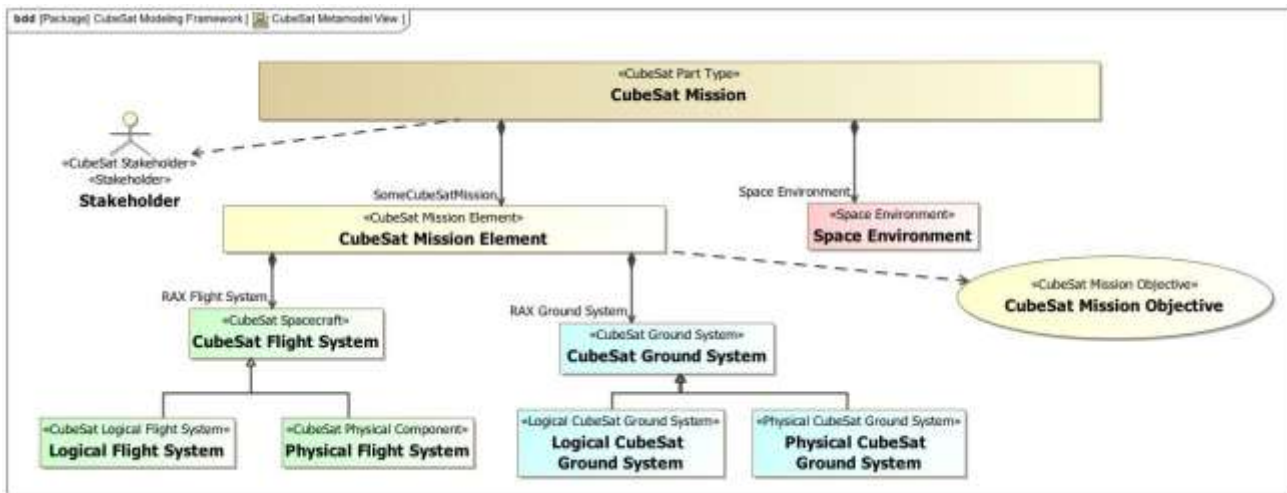 bdd [Package] CubeSat Modeling Framework [ CubeSat Metamodel View ]
«CubeSat Part Type»
CubeSat Mission
«CubeSat Stakeholder»
«Stakeholder»
Stakeholder
SomeCubeSatMission
Space Environment
«CubeSat Mission Element»
CubeSat Mission Element
«Space Environment»
Space Environment
«CubeSat Mission Objective»
CubeSat Mission Objective
RAX Flight System
RAX Ground System
«CubeSat Spacecraft»
CubeSat Flight System
«CubeSat Ground System»
CubeSat Ground System
«CubeSat Logical Flight System»
Logical Flight System
«CubeSat Physical Component»
Physical Flight System
«Logical CubeSat Ground System»
Logical CubeSat
Ground System
«Physical CubeSat Ground System»
Physical CubeSat
Ground System